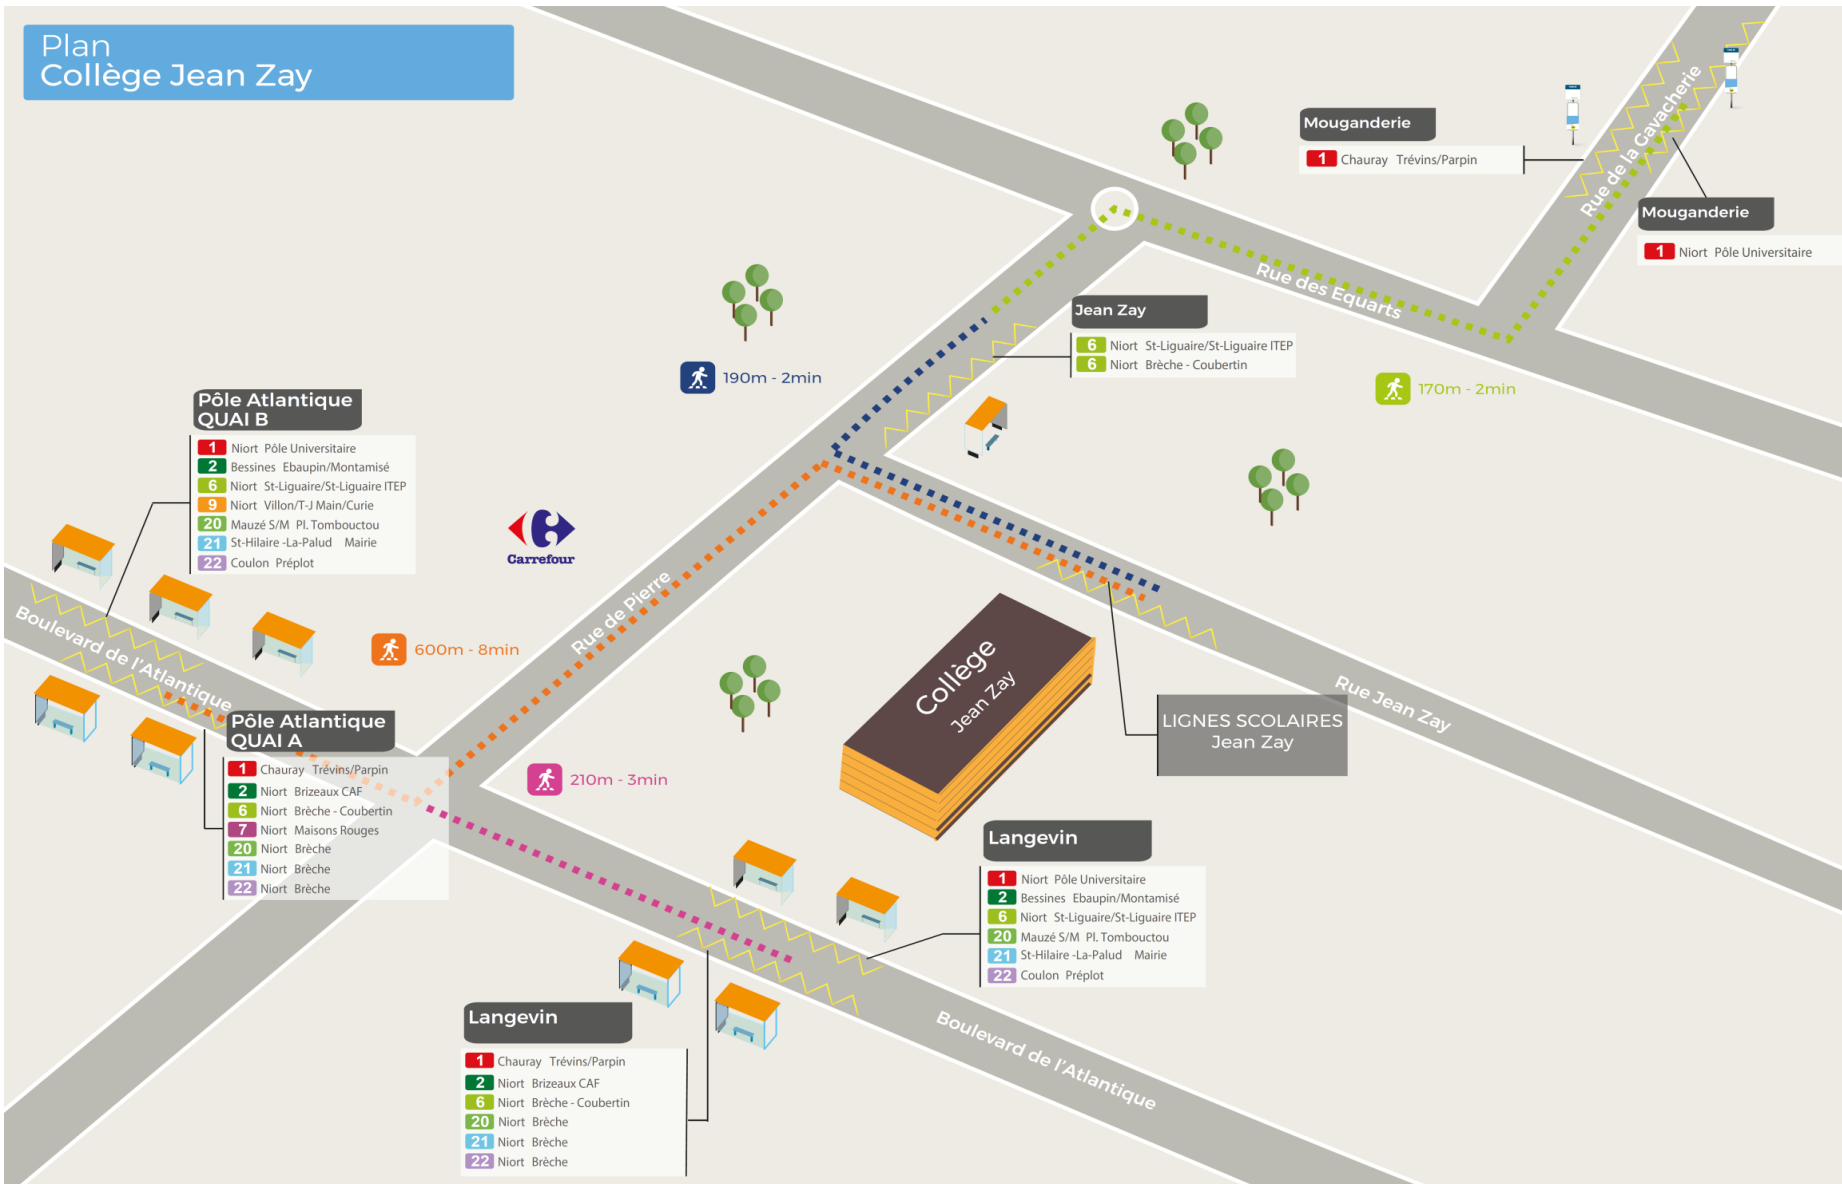 Plan
Collège Jean Zay
Mouganderie
1 Chauray Trévins/Parpin
Rue de la Gavacherie
Mouganderie
1 Niort Pôle Universitaire
Rue des Equarts
Jean Zay
6 Niort St-Liguaire/St-Liguaire ITEP
6 Niort Brèche - Coubertin
190m - 2min
170m - 2min
Pôle Atlantique
QUAI B
1 Niort Pôle Universitaire
2 Bessines Ebaupin/Montamisé
6 Niort St-Liguaire/St-Liguaire ITEP
9 Niort Villon/T-J Main/Curie
20 Mauzé S/M Pl. Tombouctou
21 St-Hilaire -La-Palud Mairie
22 Coulon Préplot
Carrefour
Rue de Pierre
Boulevard de l'Atlantique
600m - 8min
Collège
Jean Zay
Rue Jean Zay
LIGNES SCOLAIRES
Jean Zay
Pôle Atlantique
QUAI A
1 Chauray Trévins/Parpin
2 Niort Brizeaux CAF
6 Niort Brèche - Coubertin
7 Niort Maisons Rouges
20 Niort Brèche
21 Niort Brèche
22 Niort Brèche
210m - 3min
Langevin
1 Niort Pôle Universitaire
2 Bessines Ebaupin/Montamisé
6 Niort St-Liguaire/St-Liguaire ITEP
20 Mauzé S/M Pl. Tombouctou
21 St-Hilaire -La-Palud Mairie
22 Coulon Préplot
Langevin
1 Chauray Trévins/Parpin
2 Niort Brizeaux CAF
6 Niort Brèche - Coubertin
20 Niort Brèche
21 Niort Brèche
22 Niort Brèche
Boulevard de l'Atlantique